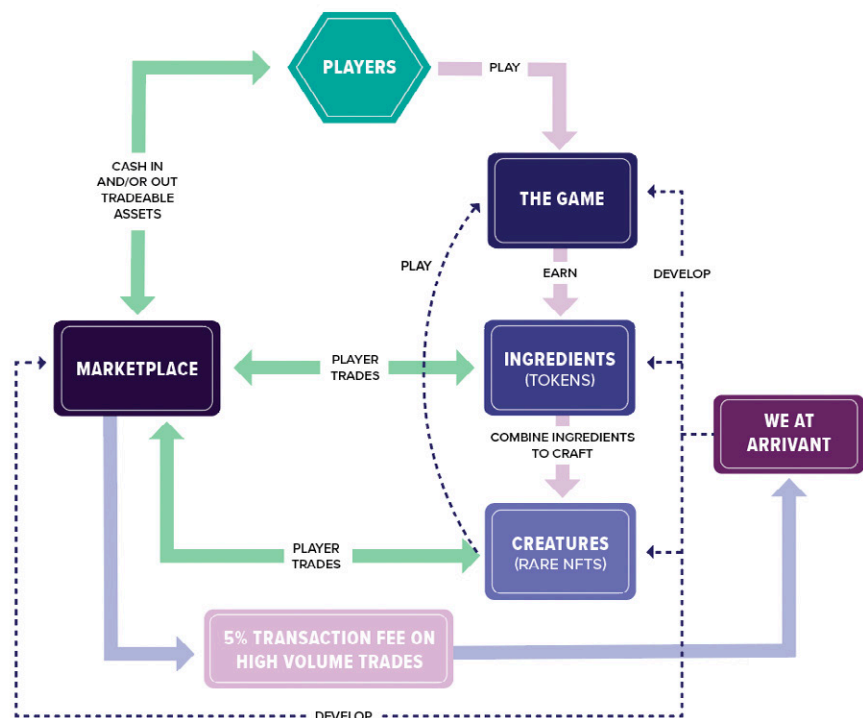 PLAYERS
PLAY
CASH IN
AND/OR OUT
TRADEABLE
ASSETS
THE GAME
PLAY
EARN
DEVELOP
MARKETPLACE
PLAYER
TRADES
INGREDIENTS
(TOKENS)
WE AT
ARRIVANT
COMBINE INGREDIENTS
TO CRAFT
PLAYER
TRADES
CREATURES
(RARE NFTS)
5% TRANSACTION FEE ON
HIGH VOLUME TRADES
DEVELOP